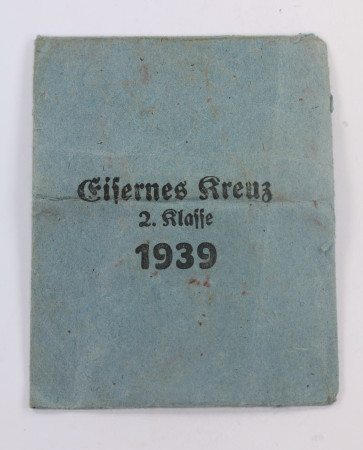 Eisernes Kreuz
2. Klasse
1939